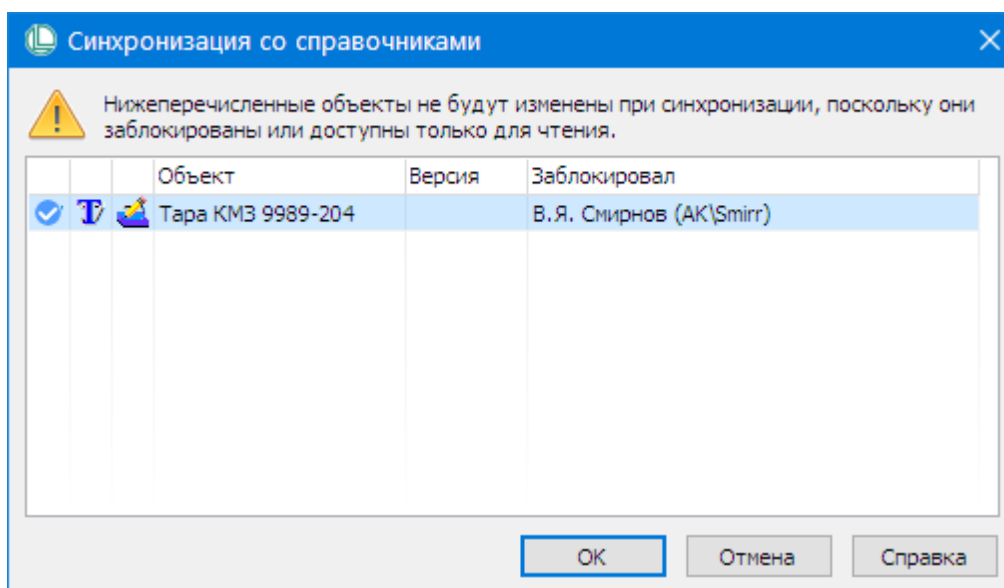 Синхронизация со справочниками
Нижеперечисленные объекты не будут изменены при синхронизации, поскольку они
заблокированы или доступны только для чтения.
Объект Версия Заблокировал
Тара КМЗ 9989-204 В.Я. Смирнов (AK\Smirr)
ОК Отмена Справка